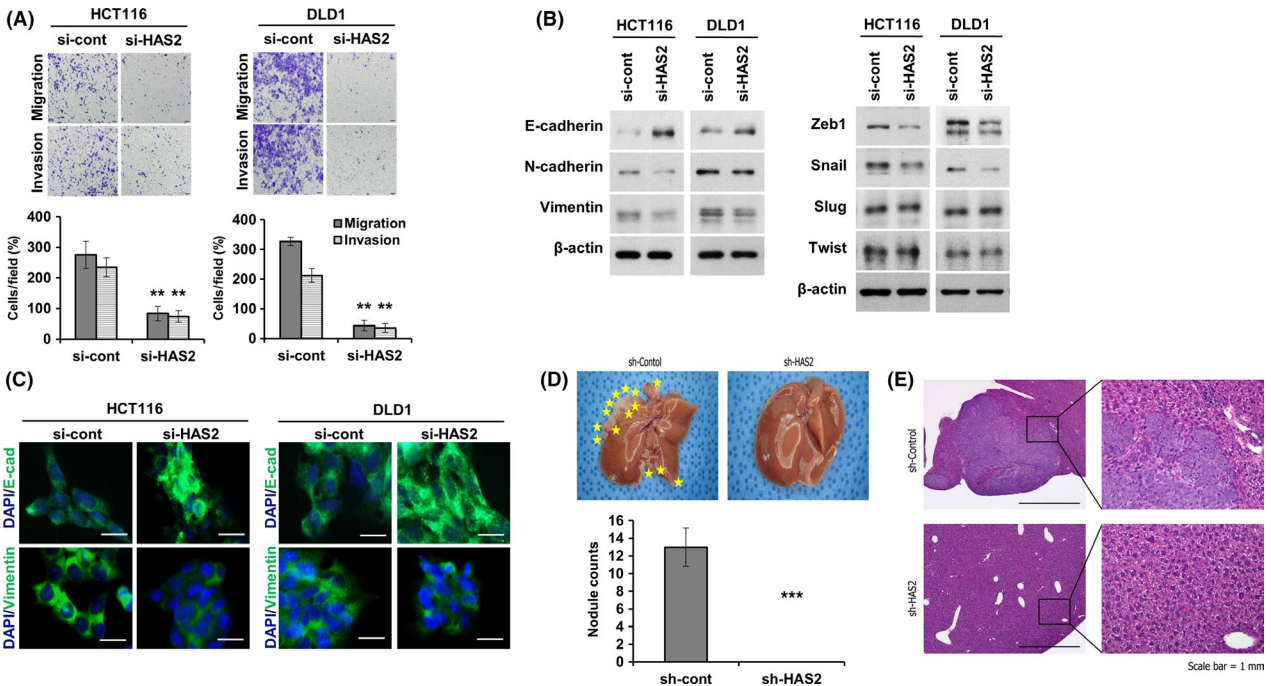 (A)
HCT116
DLD1
si-cont si-HAS2
si-cont si-HAS2
Migration
Invasion
Migration
Invasion
Cells/field (%)
400
300
200
100
0
** **
si-cont si-HAS2
Cells/field (%)
400
300
200
100
0
Migration
Invasion
** **
si-cont si-HAS2
(B)
HCT116 DLD1
si-cont si-HAS2 si-cont si-HAS2
E-cadherin
N-cadherin
Vimentin
β-actin
HCT116 DLD1
si-cont si-HAS2 si-cont si-HAS2
Zeb1
Snail
Slug
Twist
β-actin
(C)
HCT116
DLD1
si-cont si-HAS2
si-cont si-HAS2
DAPI/E-cad
DAPI/Vimentin
DAPI/E-cad
DAPI/Vimentin
(D)
sh-Contol
sh-HAS2
Nodule counts
16
14
12
10
8
6
4
2
0
***
sh-cont sh-HAS2
(E)
sh-Control
sh-HAS2
Scale bar = 1 mm